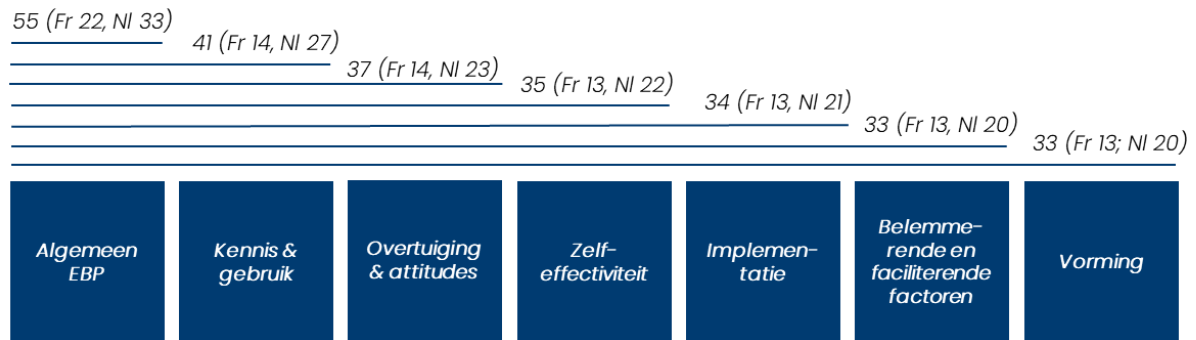 55 (Fr 22, Nl 33)
41 (Fr 14, Nl 27)
37 (Fr 14, Nl 23)
35 (Fr 13, Nl 22)
34 (Fr 13, Nl 21)
33 (Fr 13, Nl 20)
33 (Fr 13; Nl 20)
Algemeen
EBP
Kennis &
gebruik
Overtuiging
& attitudes
Zelf-
effectiviteit
Implemen-
tatie
Belemme-
rende en
faciliterende
factoren
Vorming